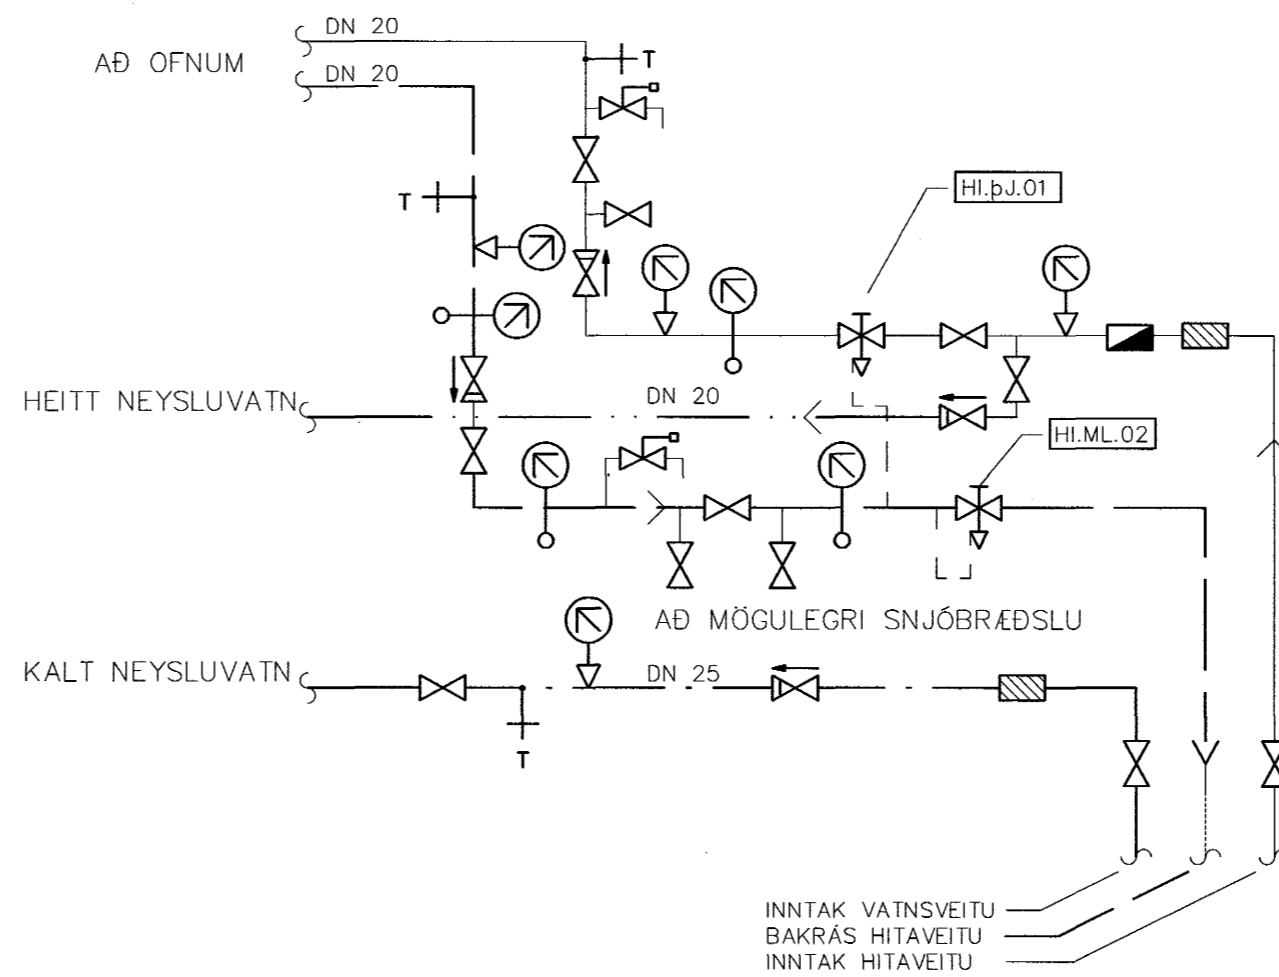 DN 20
AÐ OFNUM
T
DN 20
HI.ÞJ.01
T
HEITT NEYSLUVATN
DN 20
HI.ML.02
AÐ MÖGULEGRI SNJÓBRÆÐSLU
KALT NEYSLUVATN
DN 25
T
INNTAK VATNSVEITU
BAKRÁS HITAVEITU
INNTAK HITAVEITU